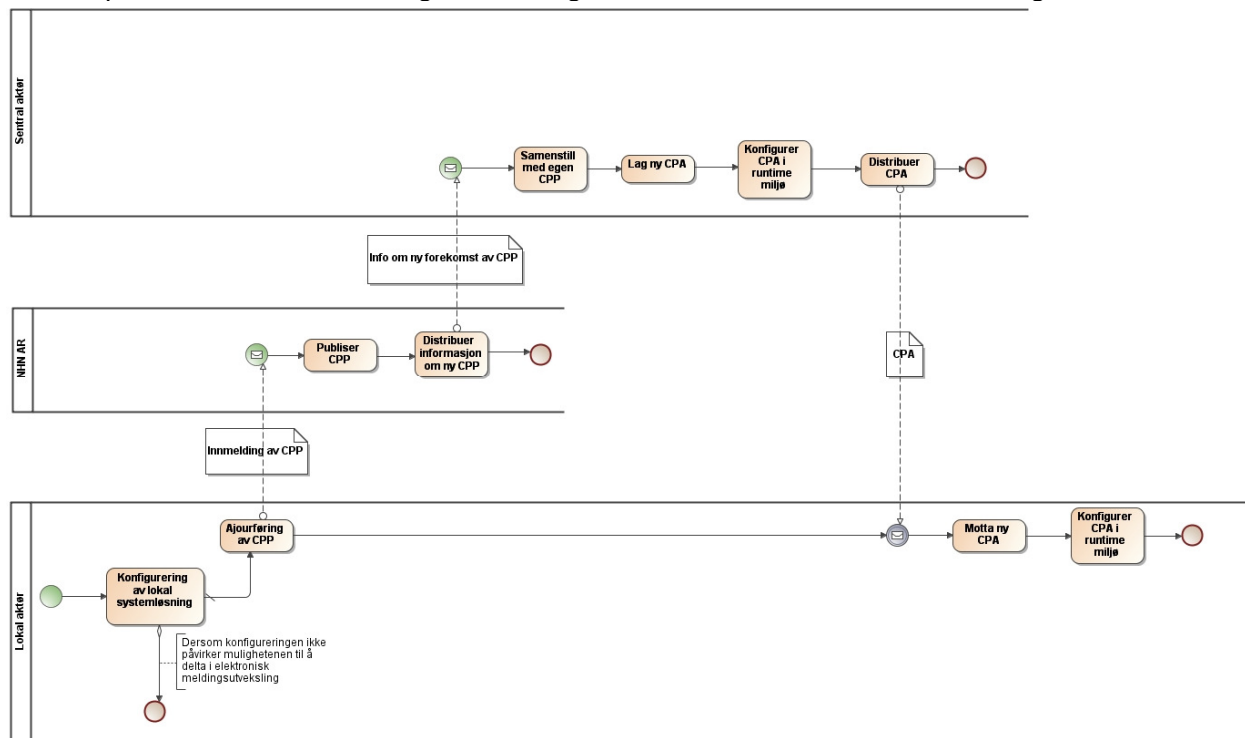 Sentral aktør
Samenstill
med egen
CPP
Lag ny CPA
Konfigurer
CPA i
runtime
miljø
Distribuer
CPA
Info om ny forekomst av CPP
NHN AR
Publiser
CPP
Distribuer
informasjon
om ny CPP
CPA
Innmelding av CPP
Lokal aktør
Ajourføring
av CPP
Motta ny
CPA
Konfigurer
CPA i
runtime
miljø
Konfigurering
av lokal
systemløsning
Dersom konfigureringen ikke
påvirker mulighetenen til å
delta i elektronisk
meldingsutveksling